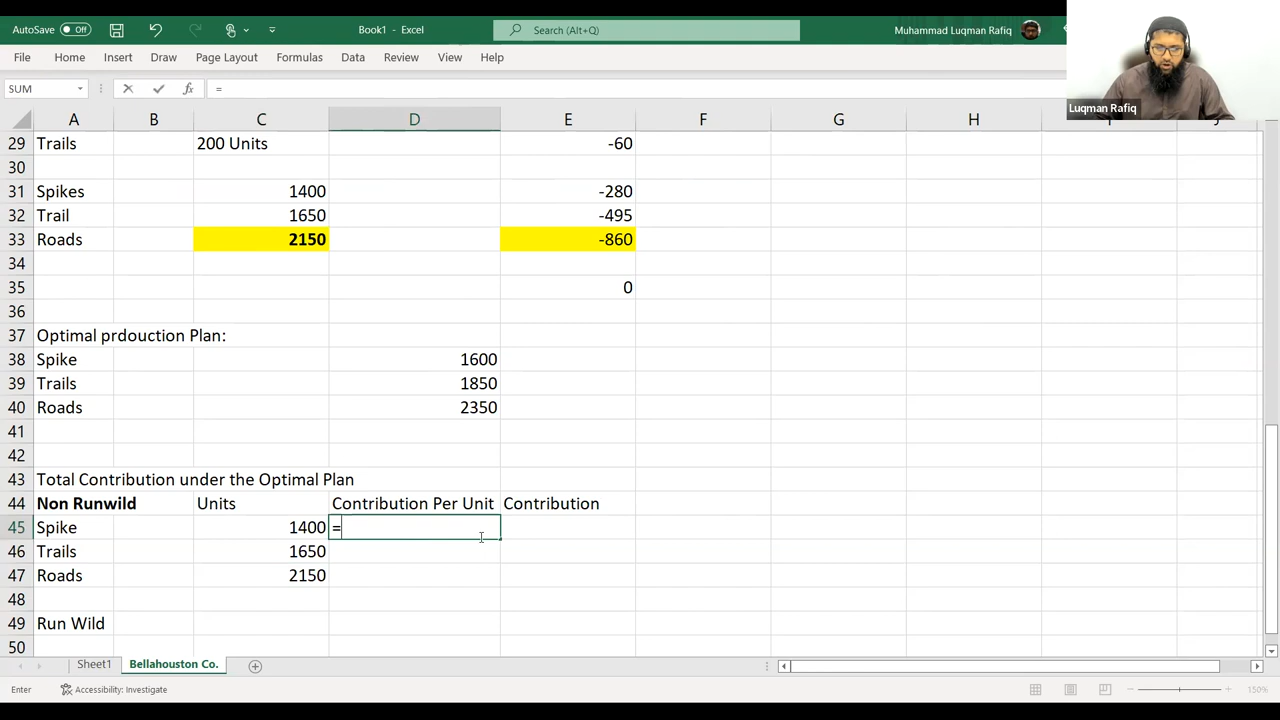 AutoSave Off Book1 - Excel Search (Alt+Q) Muhammad Luqman Rafiq
File Home Insert Draw Page Layout Formulas Data Review View Help
Luqman Rafiq
SUM =
A B C D E F G H
29 Trails 200 Units -60
30
31 Spikes 1400 -280
32 Trail 1650 -495
33 Roads 2150 -860
34
35 0
36
37 Optimal prdouction Plan:
38 Spike 1600
39 Trails 1850
40 Roads 2350
41
42
43 Total Contribution under the Optimal Plan
44 Non Runwild Units Contribution Per Unit Contribution
45 Spike 1400 =
46 Trails 1650
47 Roads 2150
48
49 Run Wild
50
Sheet1 Bellahouston Co.
Enter Accessibility: Investigate 150%